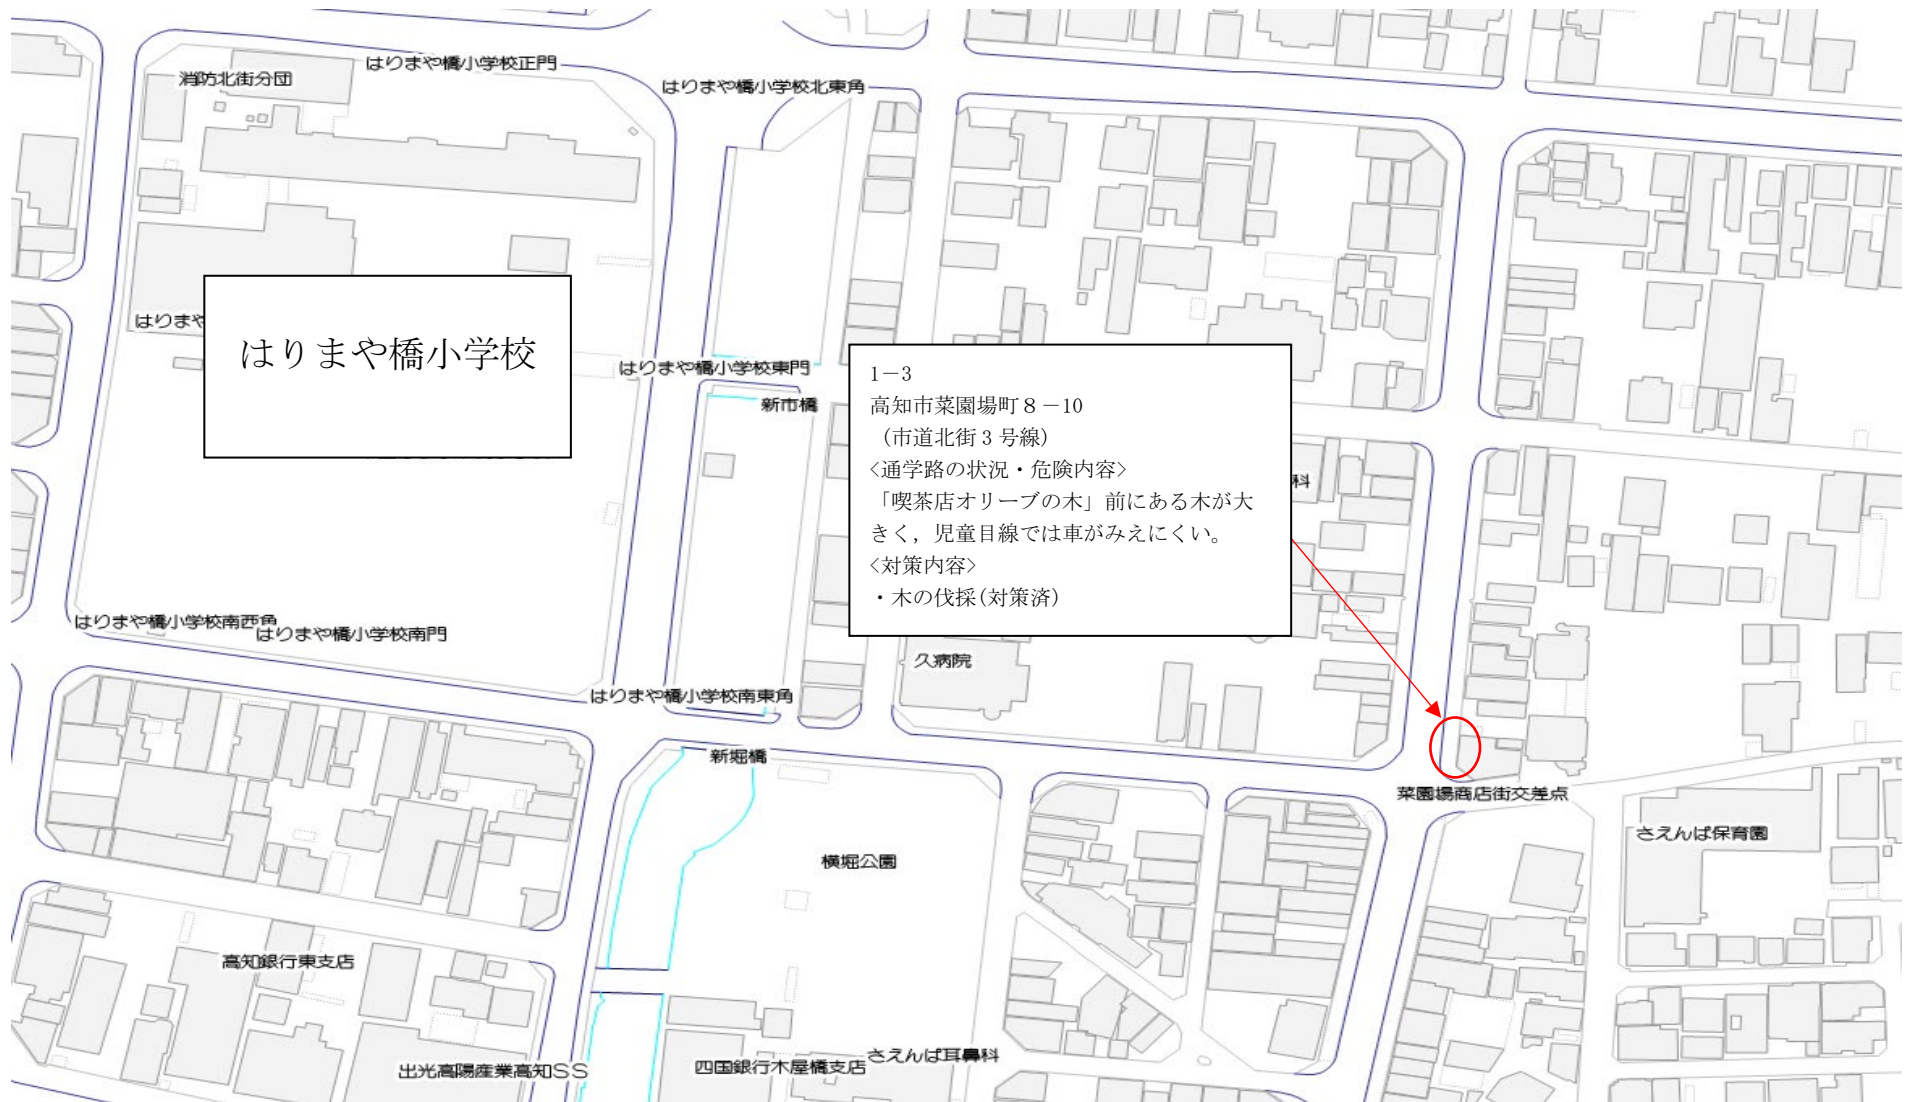 はりまや橋小学校正門
消防北街分団
はりまや橋小学校北東角
はりまや
はりまや橋小学校
はりまや橋小学校東門
新市橋
1-3
高知市菜園場町8-10
(市道北街3号線)
<通学路の状況・危険内容>
「喫茶店オリーブの木」前にある木が大
きく，児童目線では車がみえにくい。
<対策内容>
・木の伐採(対策済)
科
はりまや橋小学校南西角
はりまや橋小学校南門
久病院
はりまや橋小学校南東角
新堀橋
菜園場商店街交差点
さえんば保育園
横堀公園
高知銀行東支店
さえんば耳鼻科
四国銀行木屋橋支店
出光高陽産業高知SS